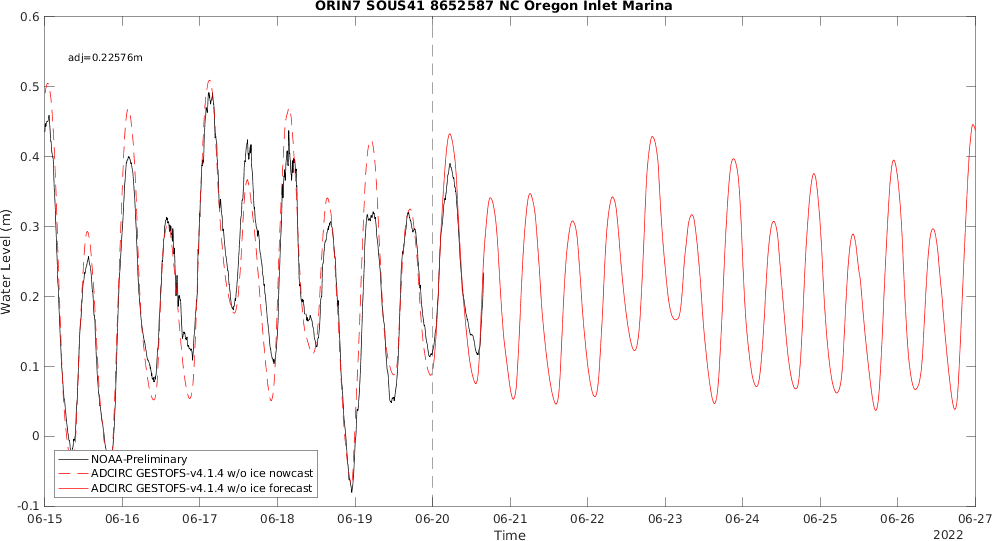 ORIN7 SOUS41 8652587 NC Oregon Inlet Marina
0.6
adj=0.22576m
0.5
0.4
0.3
0.2
0.1
0
-0.1
Water Level (m)
NOAA-Preliminary
ADCIRC GESTOFS-v4.1.4 w/o ice nowcast
ADCIRC GESTOFS-v4.1.4 w/o ice forecast
06-15 06-16 06-17 06-18 06-19 06-20 06-21 06-22 06-23 06-24 06-25 06-26 06-27
Time
2022